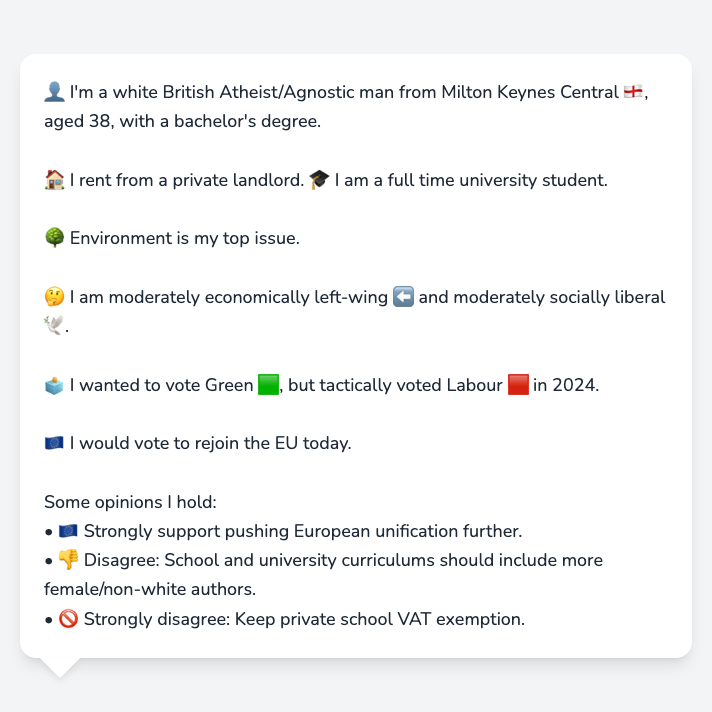 👤 I'm a white British Atheist/Agnostic man from Milton Keynes Central 🏴󠁧󠁢󠁥󠁮󠁧󠁿,
aged 38, with a bachelor's degree.
🏠 I rent from a private landlord. 🎓 I am a full time university student.
🌳 Environment is my top issue.
🤔 I am moderately economically left-wing ⬅️ and moderately socially liberal
🕊️.
🗳️ I wanted to vote Green 🟩, but tactically voted Labour 🟥 in 2024.
🇪🇺 I would vote to rejoin the EU today.
Some opinions I hold:
• 🇪🇺 Strongly support pushing European unification further.
• 👎 Disagree: School and university curriculums should include more
female/non-white authors.
• 🚫 Strongly disagree: Keep private school VAT exemption.